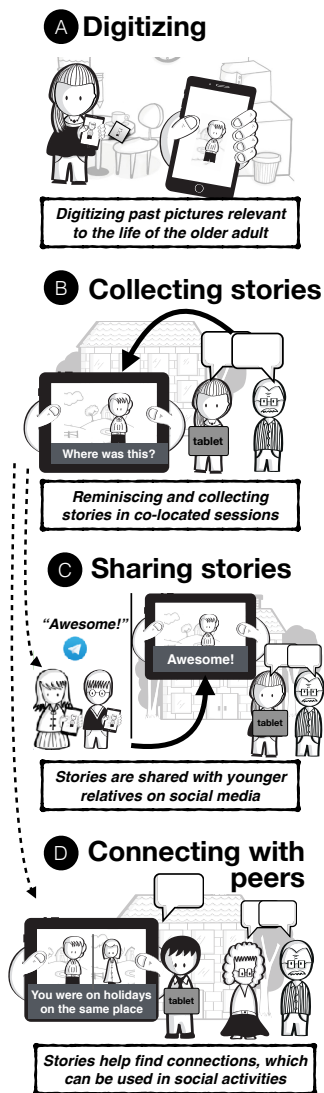 A Digitizing
Digitizing past pictures relevant
to the life of the older adult
B Collecting stories
Where was this?
tablet
Reminiscing and collecting
stories in co-located sessions
C Sharing stories
“Awesome!”
Awesome!
tablet
Stories are shared with younger
relatives on social media
D Connecting with
peers
You were on holidays
on the same place
tablet
Stories help find connections, which
can be used in social activities